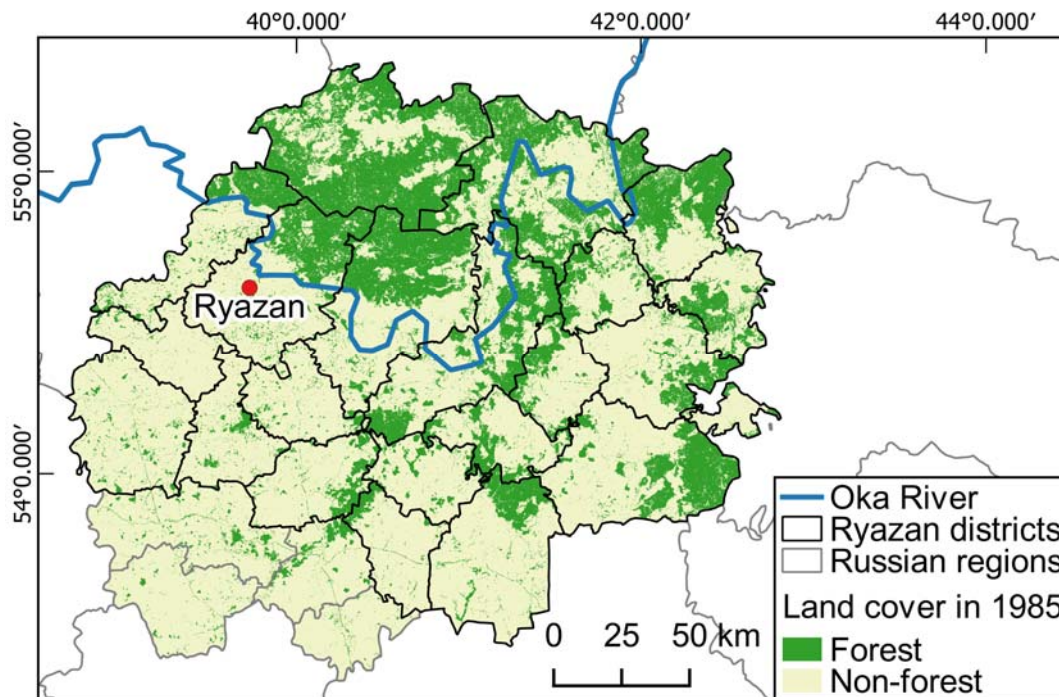 40°0.000′ 42°0.000′ 44°0.000′
55°0.000′
54°0.000′
Ryazan
Oka River
Ryazan districts
Russian regions
Land cover in 1985
Forest
Non-forest
0 25 50 km